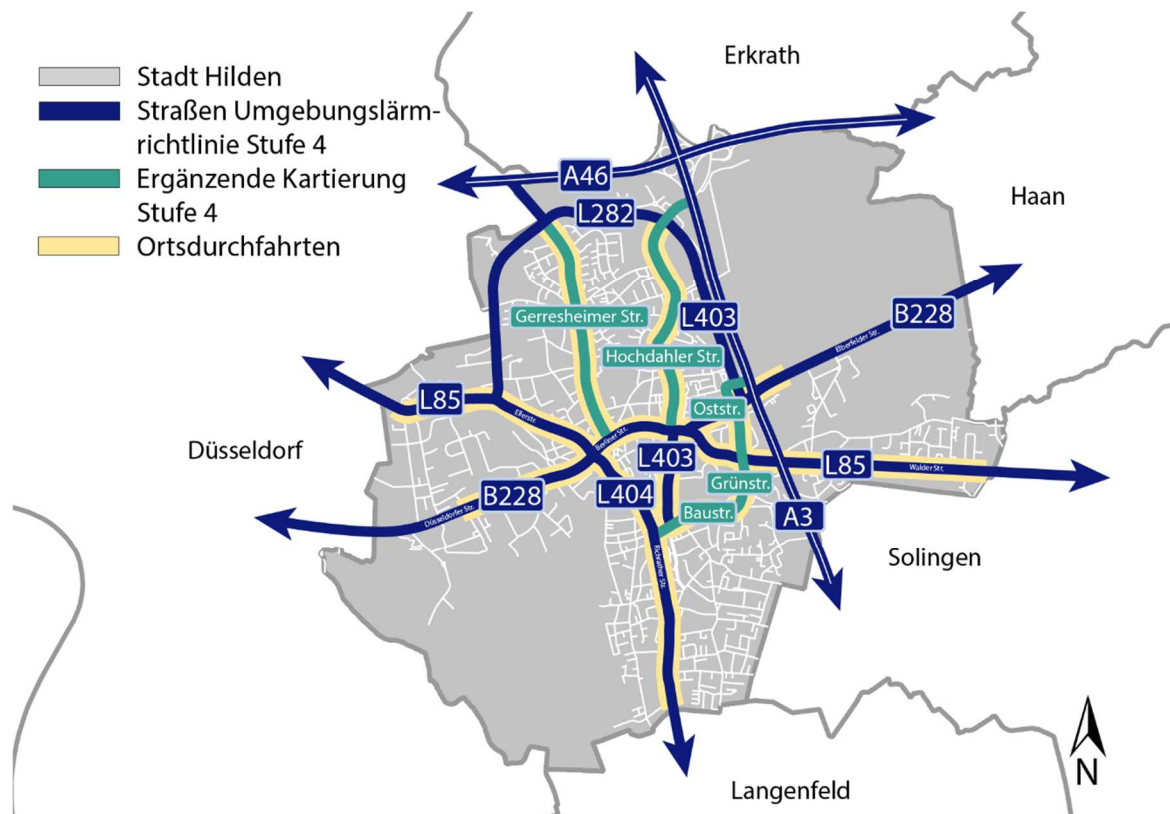 Stadt Hilden
Straßen Umgebungslärm-
richtlinie Stufe 4
Ergänzende Kartierung
Stufe 4
Ortsdurchfahrten
Erkrath
Haan
A46
L282
Gerresheimer Str.
L403
B228
Elberfelder Str.
Hochdahler Str.
L85
Ellerstr.
Oststr.
Berliner Str.
Düsseldorf
L403
L85
Walder Str.
B228
L404
Grünstr.
Düsseldorfer Str.
Baustr.
A3
Richrather Str.
Solingen
Langenfeld
N